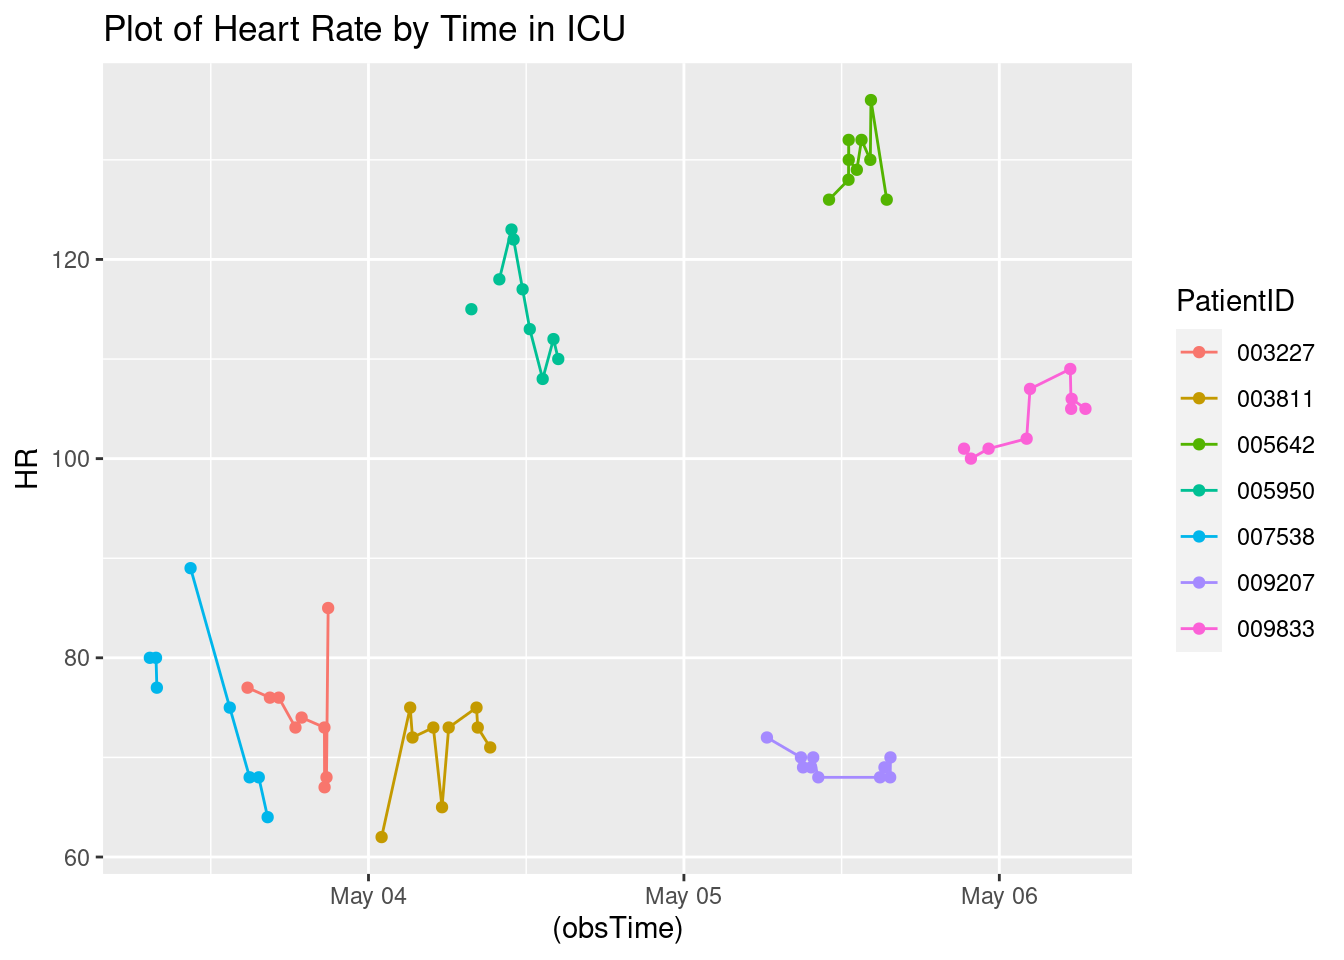 Plot of Heart Rate by Time in ICU
120
100
80
60
HR
May 04
May 05
May 06
(obsTime)
PatientID
003227
003811
005642
005950
007538
009207
009833